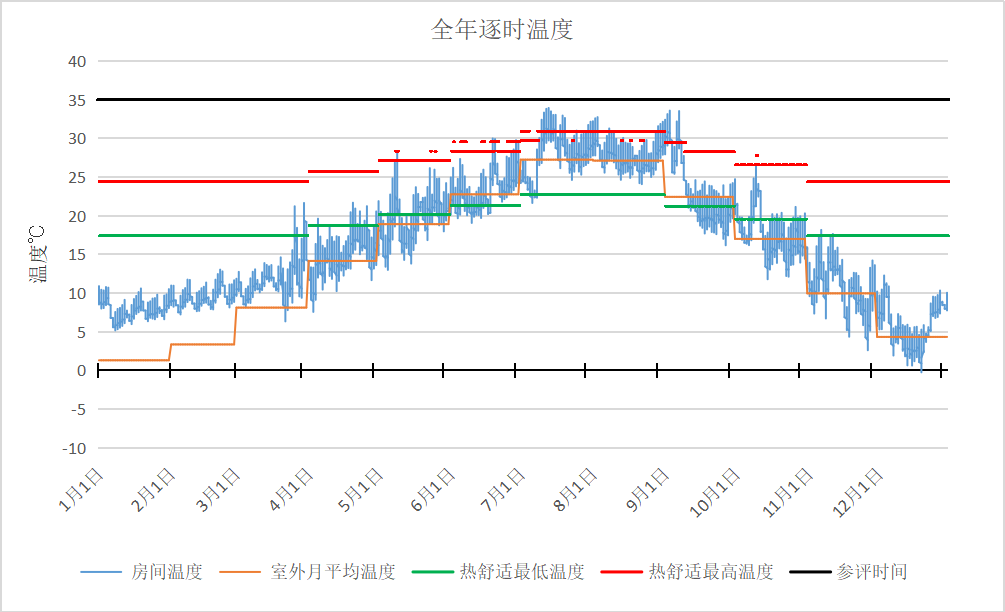 全年逐时温度
40
35
30
25
20
15
10
5
0
-5
-10
温度℃
1月1日
2月1日
3月1日
4月1日
5月1日
6月1日
7月1日
8月1日
9月1日
10月1日
11月1日
12月1日
房间温度
室外月平均温度
热舒适最低温度
热舒适最高温度
参评时间